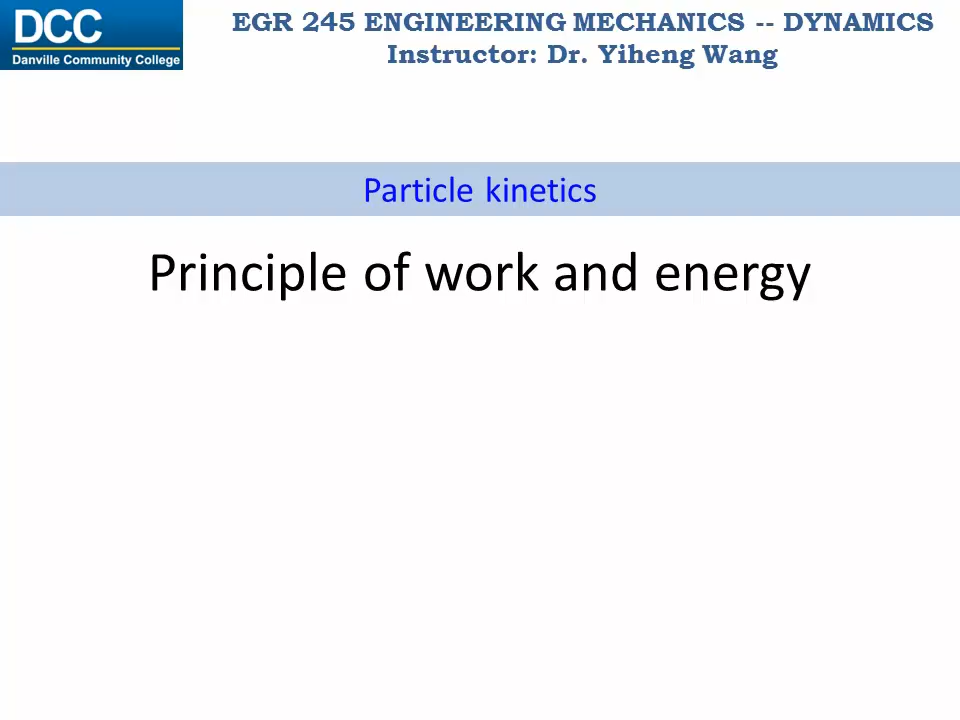 DCC
Danville Community College
EGR 245 ENGINEERING MECHANICS -- DYNAMICS
Instructor: Dr. Yiheng Wang
Particle kinetics
Principle of work and energy